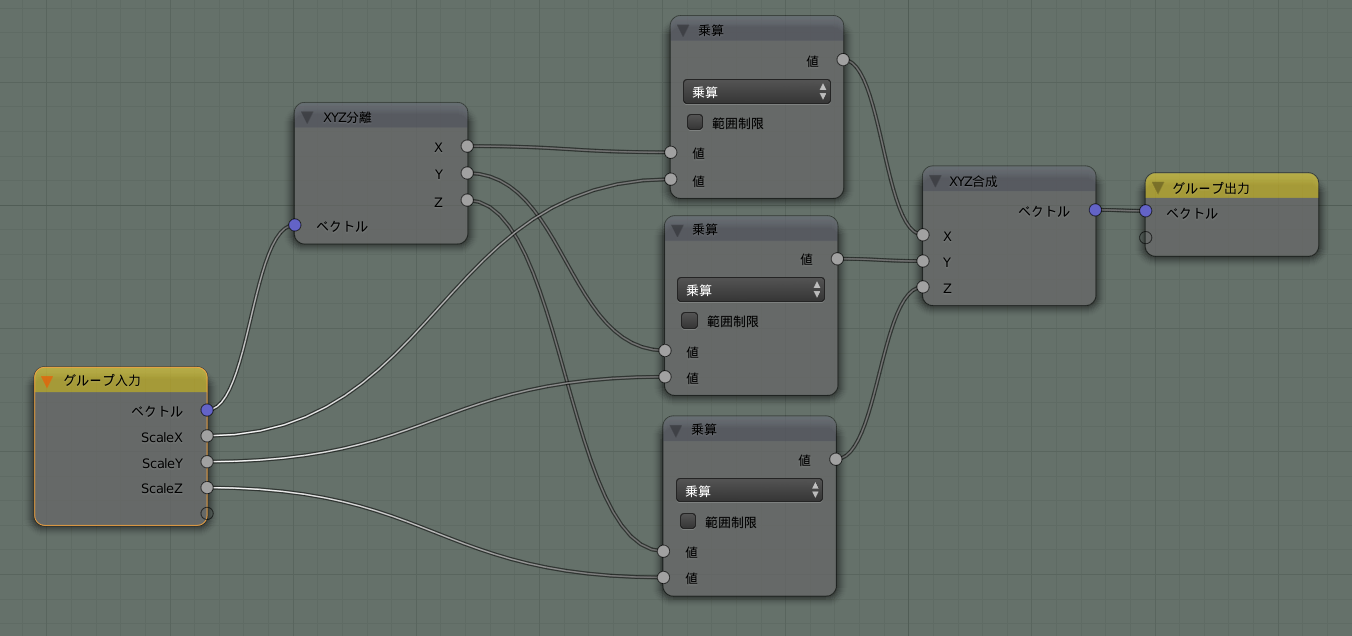 グループ入力
ベクトル
ScaleX
ScaleY
ScaleZ
XYZ分離
X
Y
Z
ベクトル
乗算
値
乗算
範囲制限
値
値
乗算
値
乗算
範囲制限
値
値
乗算
値
乗算
範囲制限
値
値
XYZ合成
ベクトル
X
Y
Z
グループ出力
ベクトル